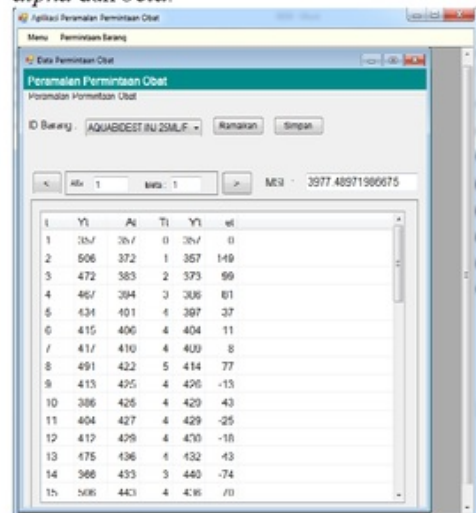 alpha dan beta.
Aplikasi Peramalan Permintaan Obat
Menu Permintaan Barang
Data Permintaan Obat
Peramalan Permintaan Obat
Peramalan Permintaan Obat
ID Barang : AQUABIDEST INJ 25ML/F Ramalkan Simpan
< Alfa 1 beta : 1 > MSE : 3977.48971986675
t Yt At Tt Y't et
1 357 357 0 357 0
2 506 372 1 357 149
3 472 383 2 373 99
4 467 394 3 81
5 434 401 4 397 37
6 415 406 4 404 11
7 417 410 4 409 8
8 491 422 5 414 77
9 413 425 4 426 -13
10 386 4 429 43
11 404 427 4 429 -25
12 412 429 4 430 -18
13 475 436 4 432 43
14 366 433 3 440 -74
15 506 443 4 436 70